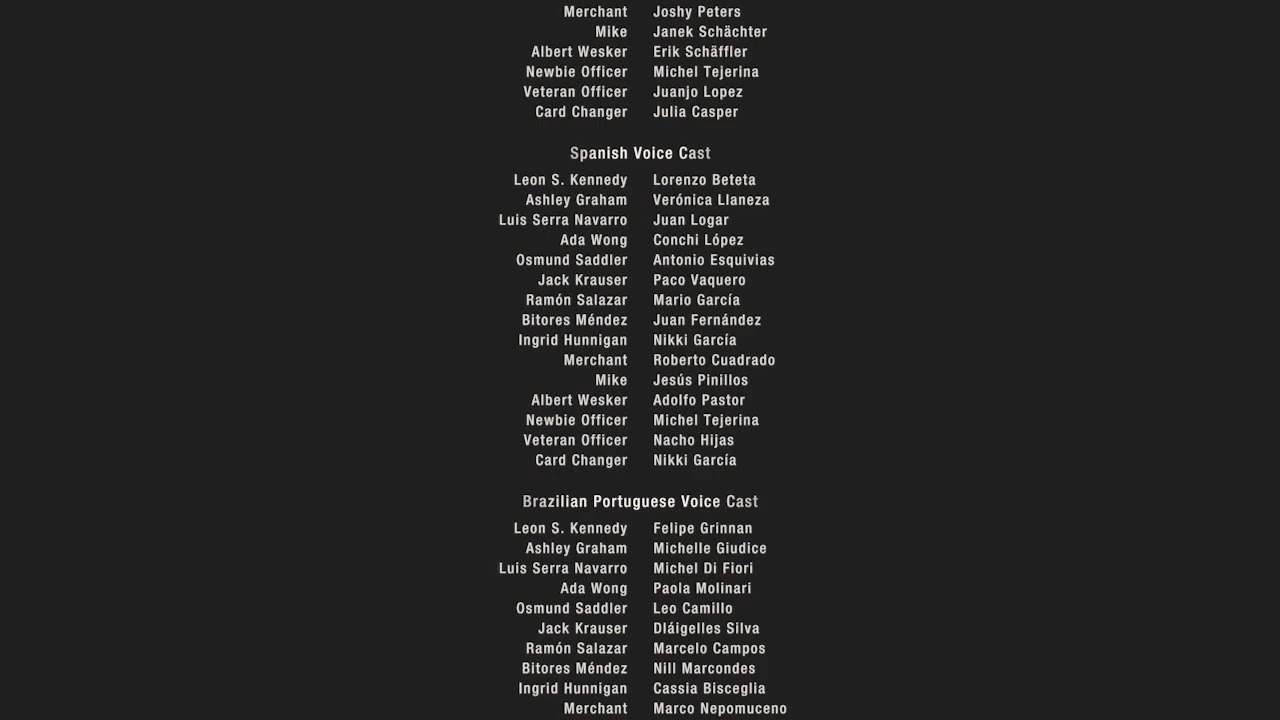 Merchant Joshy Peters
Mike Janek Schächter
Albert Wesker Erik Schäffler
Newbie Officer Michel Tejerina
Veteran Officer Juanjo Lopez
Card Changer Julia Casper
Spanish Voice Cast
Leon S. Kennedy Lorenzo Beteta
Ashley Graham Verónica Llaneza
Luis Serra Navarro Juan Logar
Ada Wong Conchi López
Osmund Saddler Antonio Esquivias
Jack Krauser Paco Vaquero
Ramón Salazar Mario García
Bitores Méndez Juan Fernández
Ingrid Hunnigan Nikki García
Merchant Roberto Cuadrado
Mike Jesús Pinillos
Albert Wesker Adolfo Pastor
Newbie Officer Michel Tejerina
Veteran Officer Nacho Hijas
Card Changer Nikki García
Brazilian Portuguese Voice Cast
Leon S. Kennedy Felipe Grinnan
Ashley Graham Michelle Giudice
Luis Serra Navarro Michel Di Fiori
Ada Wong Paola Molinari
Osmund Saddler Leo Camillo
Jack Krauser Dláigelles Silva
Ramón Salazar Marcelo Campos
Bitores Méndez Nill Marcondes
Ingrid Hunnigan Cassia Bisceglia
Merchant Marco Nepomuceno